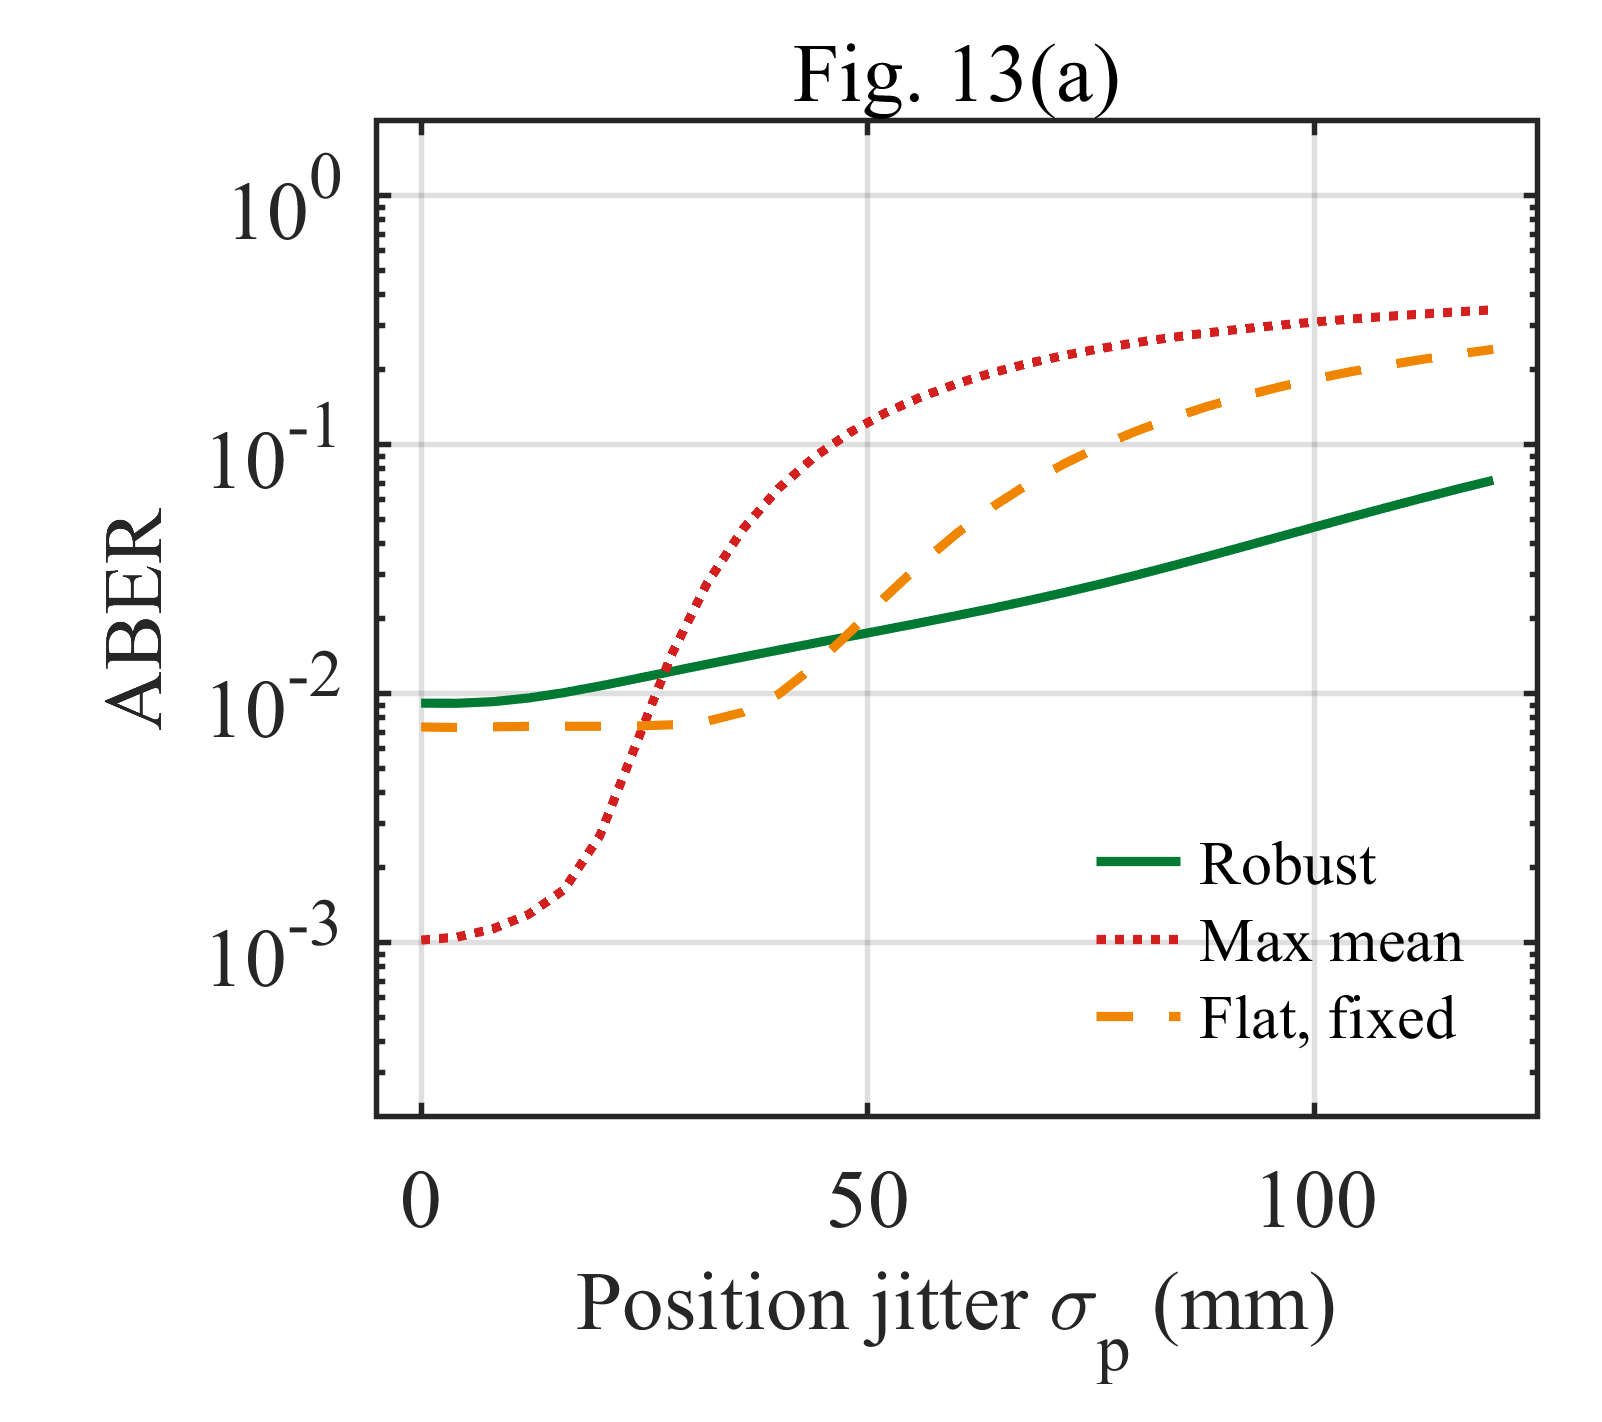 Fig. 13(a)
10^0
10^-1
10^-2
10^-3
ABER
Robust
Max mean
Flat, fixed
0 50 100
Position jitter σ_p (mm)